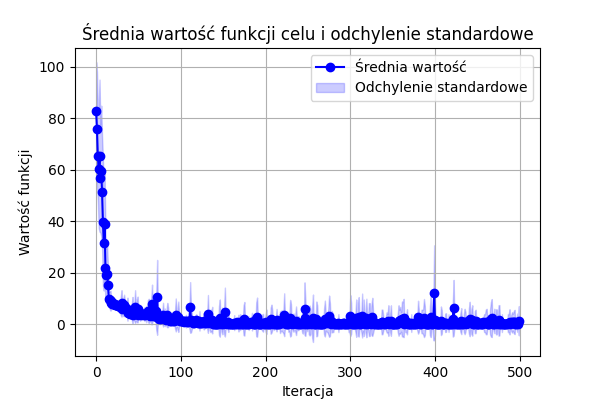 Średnia wartość funkcji celu i odchylenie standardowe
Średnia wartość
Odchylenie standardowe
Wartość funkcji
100
80
60
40
20
0
0 100 200 300 400 500
Iteracja